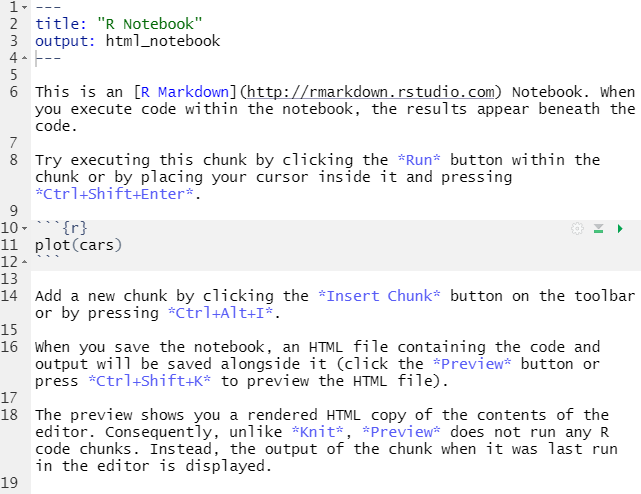 1 ---
2 title: "R Notebook"
3 output: html_notebook
4 ---
5
6 This is an [R Markdown](http://rmarkdown.rstudio.com) Notebook. When
you execute code within the notebook, the results appear beneath the
code.
7
8 Try executing this chunk by clicking the *Run* button within the
chunk or by placing your cursor inside it and pressing
*Ctrl+Shift+Enter*.
9
10 ```{r}
11 plot(cars)
12 ```
13
14 Add a new chunk by clicking the *Insert Chunk* button on the toolbar
or by pressing *Ctrl+Alt+I*.
15
16 When you save the notebook, an HTML file containing the code and
output will be saved alongside it (click the *Preview* button or
press *Ctrl+Shift+K* to preview the HTML file).
17
18 The preview shows you a rendered HTML copy of the contents of the
editor. Consequently, unlike *Knit*, *Preview* does not run any R
code chunks. Instead, the output of the chunk when it was last run
in the editor is displayed.
19